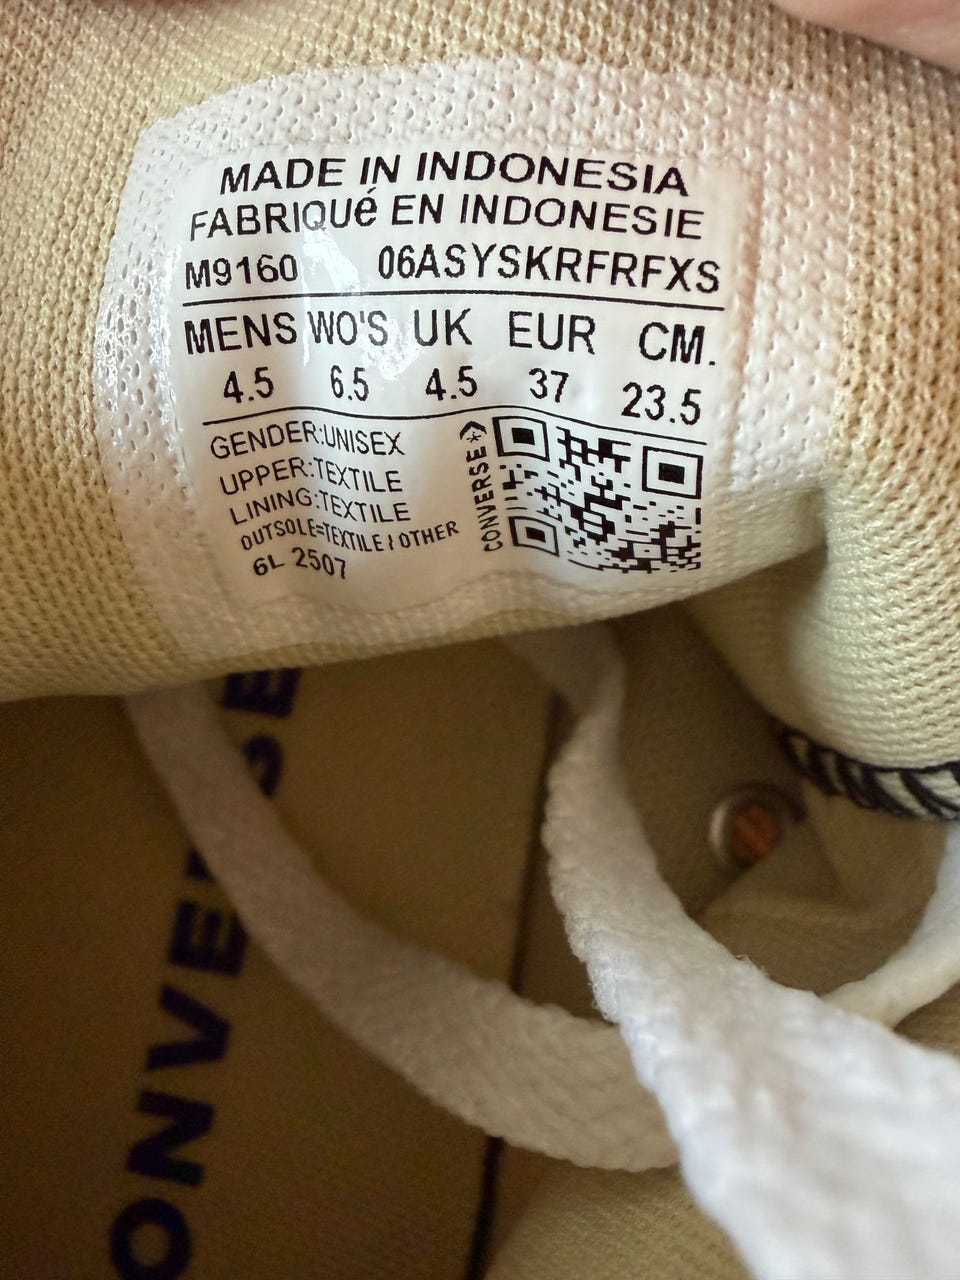 MADE IN INDONESIA
FABRIQUé EN INDONESIE
M9160 06ASYSKRFRFXS
MENS WO'S UK EUR CM.
4.5 6.5 4.5 37 23.5
GENDER:UNISEX
UPPER:TEXTILE
LINING:TEXTILE
OUTSOLE=TEXTILE / OTHER
6L 2507
CONVERSE
ONVERSE